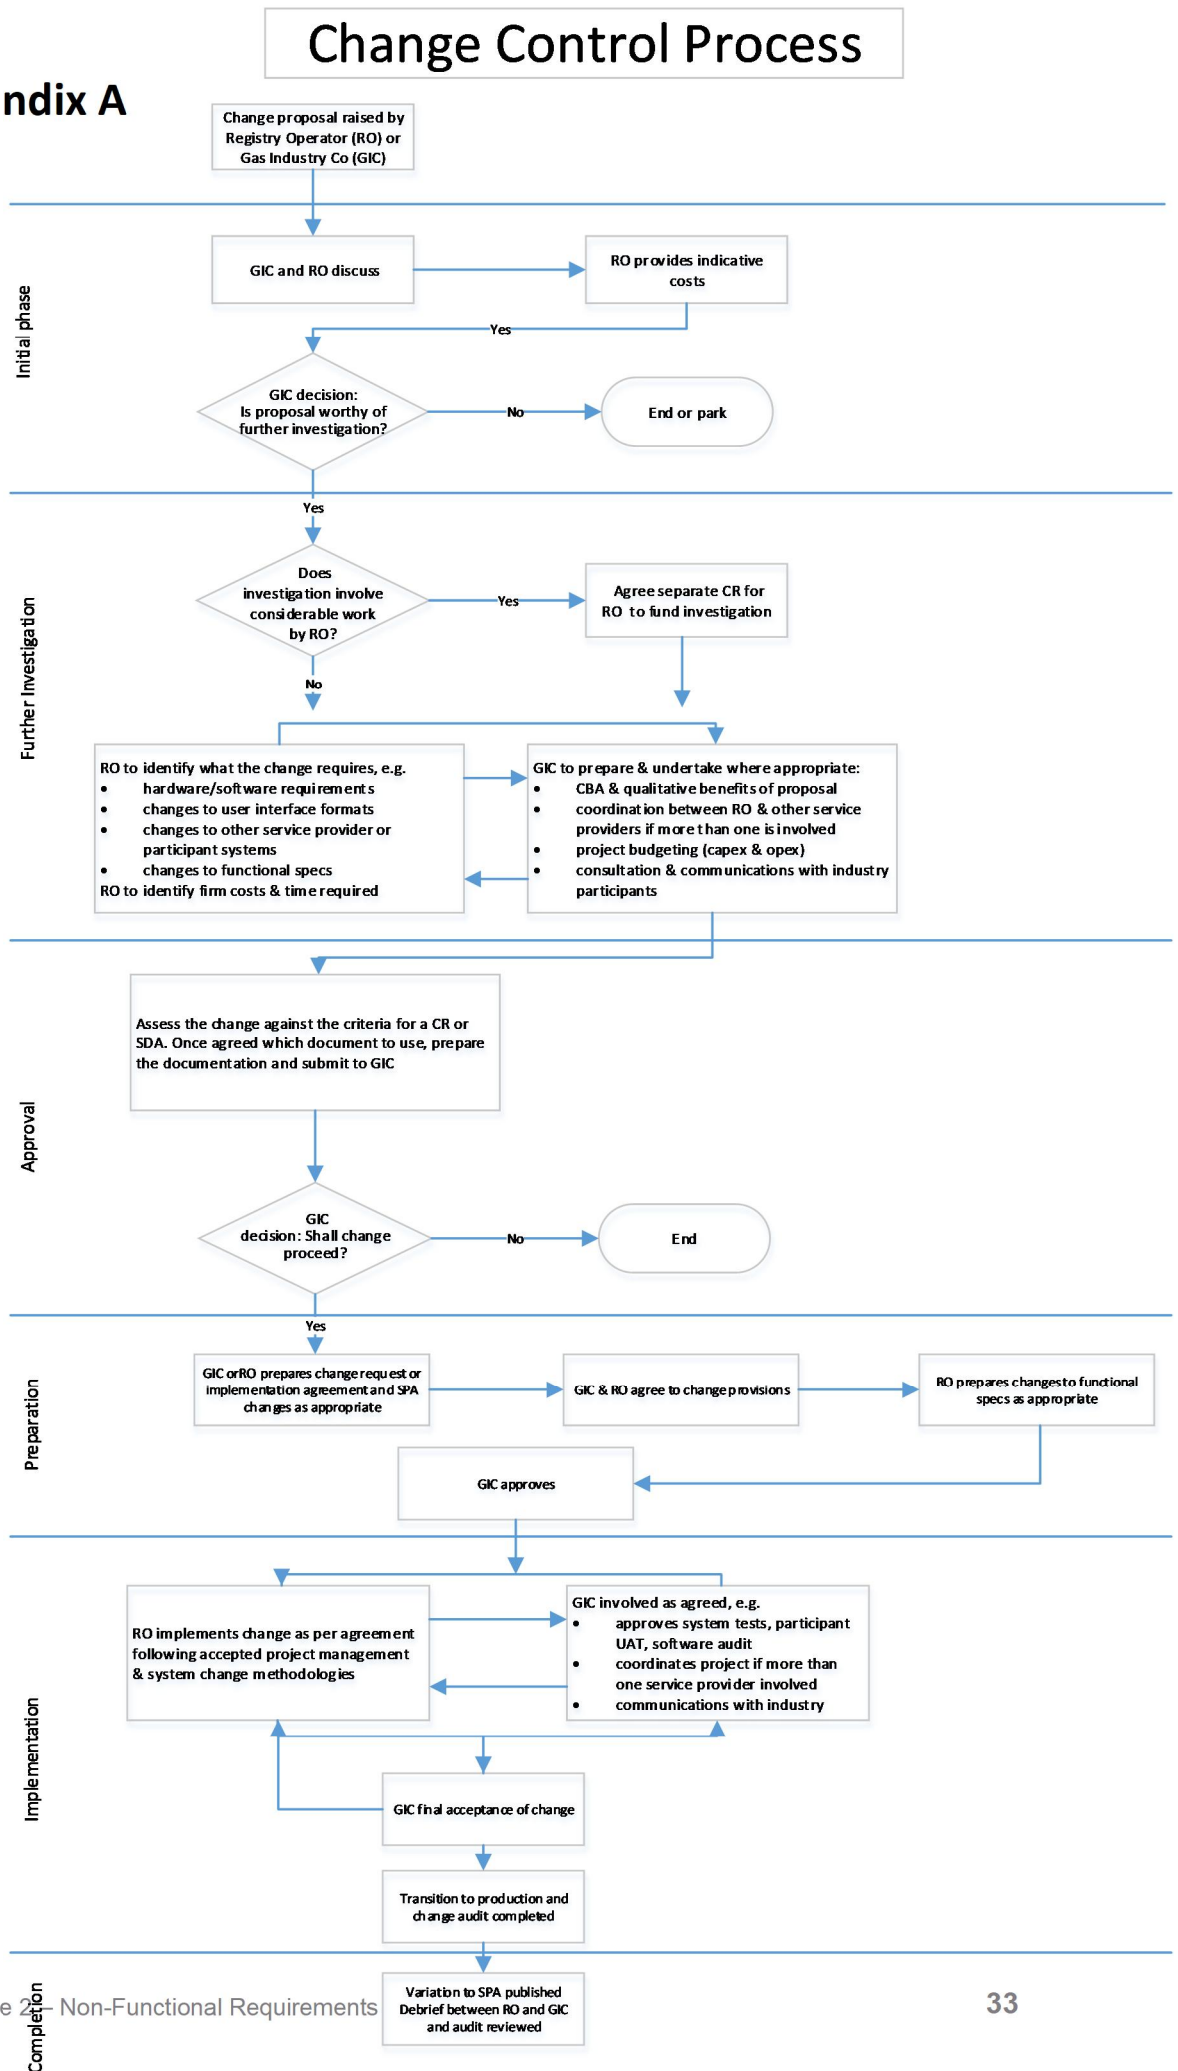 Change Control Process
ndix A
Change proposal raised by
Registry Operator (RO) or
Gas Industry Co (GIC)
Initial phase
GIC and RO discuss
RO provides indicative
costs
Yes
GIC decision:
Is proposal worthy of
further investigation?
No
End or park
Yes
Further Investigation
Does
investigation involve
considerable work
by RO?
Yes
Agree separate CR for
RO to fund investigation
No
RO to identify what the change requires, e.g.
• hardware/software requirements
• changes to user interface formats
• changes to other service provider or
participant systems
• changes to functional specs
RO to identify firm costs & time required
GIC to prepare & undertake where appropriate:
• CBA & qualitative benefits of proposal
• coordination between RO & other service
providers if more than one is involved
• project budgeting (capex & opex)
• consultation & communications with industry
participants
Approval
Assess the change against the criteria for a CR or
SDA. Once agreed which document to use, prepare
the documentation and submit to GIC
GIC
decision: Shall change
proceed?
No
End
Yes
Preparation
GIC or RO prepares change request or
implementation agreement and SPA
changes as appropriate
GIC & RO agree to change provisions
RO prepares changes to functional
specs as appropriate
GIC approves
Implementation
RO implements change as per agreement
following accepted project management
& system change methodologies
GIC involved as agreed, e.g.
• approves system tests, participant
UAT, software audit
• coordinates project if more than
one service provider involved
• communications with industry
GIC final acceptance of change
Transition to production and
change audit completed
Completion
Variation to SPA published
Debrief between RO and GIC
and audit reviewed
e 2 – Non-Functional Requirements
33